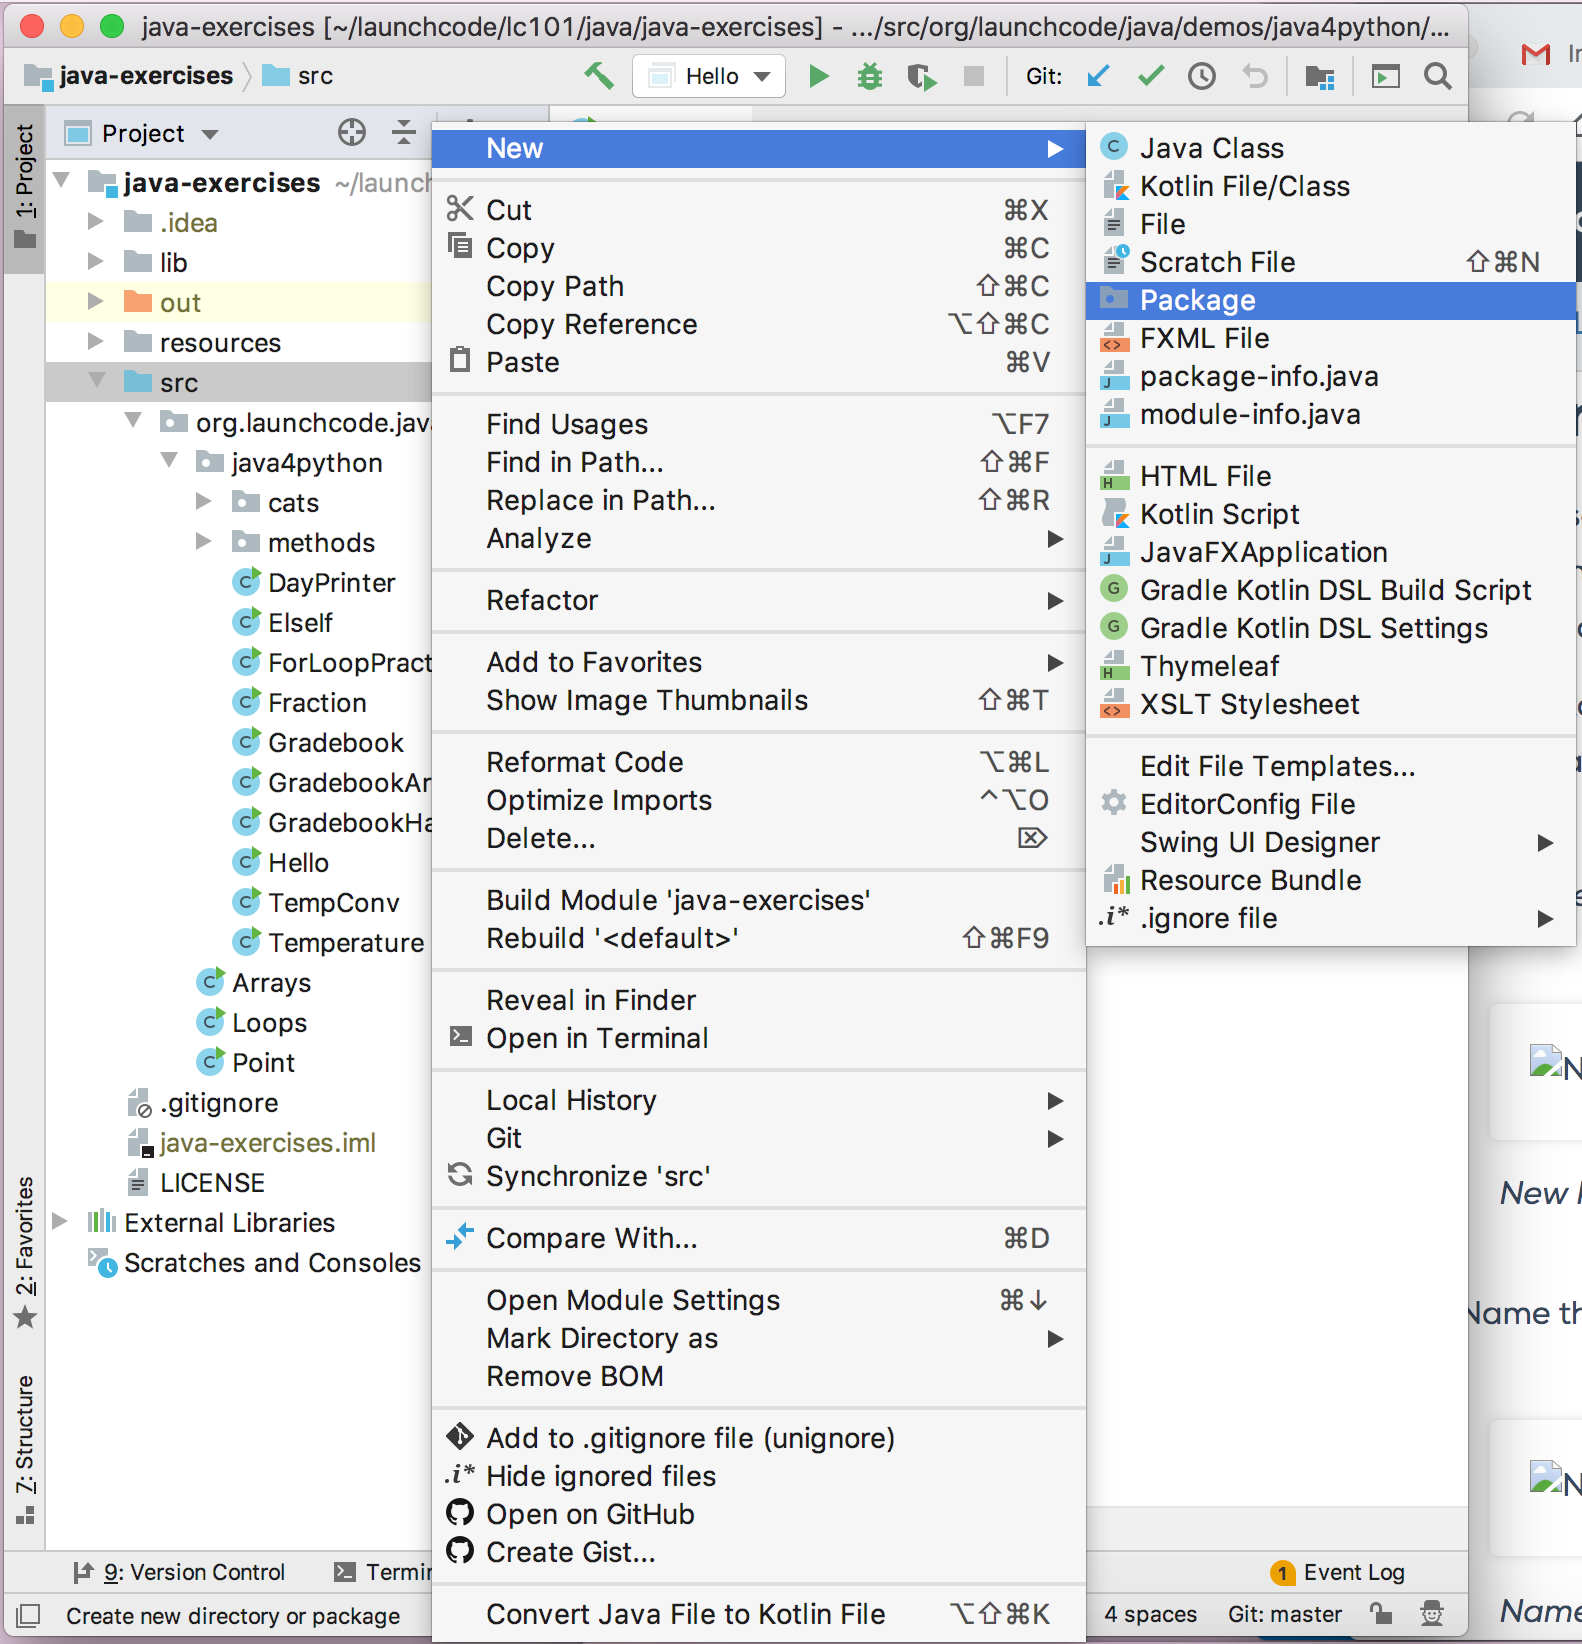 java-exercises [~/launchcode/lc101/java/java-exercises] - .../src/org/launchcode/java/demos/java4python/...
java-exercises
src
Hello
Git:
1: Project
Project
java-exercises ~/launch
.idea
lib
out
resources
src
org.launchcode.java
java4python
cats
methods
DayPrinter
ElseIf
ForLoopPract
Fraction
Gradebook
GradebookAr
GradebookHa
Hello
TempConv
Temperature
Arrays
Loops
Point
.gitignore
java-exercises.iml
LICENSE
External Libraries
Scratches and Consoles
2: Favorites
7: Structure
New
Cut ⌘X
Copy ⌘C
Copy Path ⇧⌘C
Copy Reference ⌥⇧⌘C
Paste ⌘V
Find Usages ⌥F7
Find in Path... ⇧⌘F
Replace in Path... ⇧⌘R
Analyze
Refactor
Add to Favorites
Show Image Thumbnails ⇧⌘T
Reformat Code ⌥⌘L
Optimize Imports ^⌥O
Delete... ⌦
Build Module 'java-exercises'
Rebuild '<default>' ⇧⌘F9
Reveal in Finder
Open in Terminal
Local History
Git
Synchronize 'src'
Compare With... ⌘D
Open Module Settings ⌘↓
Mark Directory as
Remove BOM
Add to .gitignore file (unignore)
.i* Hide ignored files
Open on GitHub
Create Gist...
Convert Java File to Kotlin File ⌥⇧⌘K
Java Class
Kotlin File/Class
File
Scratch File ⇧⌘N
Package
FXML File
package-info.java
module-info.java
HTML File
Kotlin Script
JavaFXApplication
Gradle Kotlin DSL Build Script
Gradle Kotlin DSL Settings
Thymeleaf
XSLT Stylesheet
Edit File Templates...
EditorConfig File
Swing UI Designer
Resource Bundle
.i* .ignore file
New
Name th
Name
9: Version Control
Termin
1 Event Log
Create new directory or package
4 spaces
Git: master